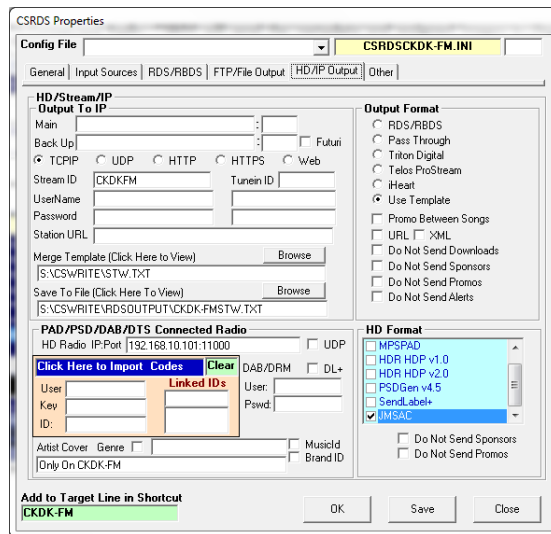 CSRDS Properties
Config File CSRDSCKDK-FM.INI
General Input Sources RDS/RBDS FTP/File Output HD/IP Output Other
HD/Stream/IP
Output To IP
Main :
Back Up : Futuri
TCPIP UDP HTTP HTTPS Web
Stream ID CKDKFM Tunein ID
UserName
Password
Station URL
Merge Template (Click Here to View) Browse
S:\CSWRITE\STW.TXT
Save To File (Click Here To View) Browse
S:\CSWRITE\RDSOUTPUT\CKDK-FMSTW.TXT
Output Format
RDS/RBDS
Pass Through
Triton Digital
Telos ProStream
iHeart
Use Template
Promo Between Songs
URL XML
Do Not Send Downloads
Do Not Send Sponsors
Do Not Send Promos
Do Not Send Alerts
PAD/PSD/DAB/DTS Connected Radio
HD Radio IP:Port 192.168.10.101:11000 UDP
Click Here to Import Codes Clear DAB/DRM DL+
User Linked IDs User:
Key Pswd:
ID:
Artist Cover Genre MusicId
Brand ID
Only On CKDK-FM
HD Format
MPSPAD
HDR HDP v1.0
HDR HDP v2.0
PSDGen v4.5
SendLabel+
JMSAC
Do Not Send Sponsors
Do Not Send Promos
Add to Target Line in Shortcut
CKDK-FM
OK Save Close